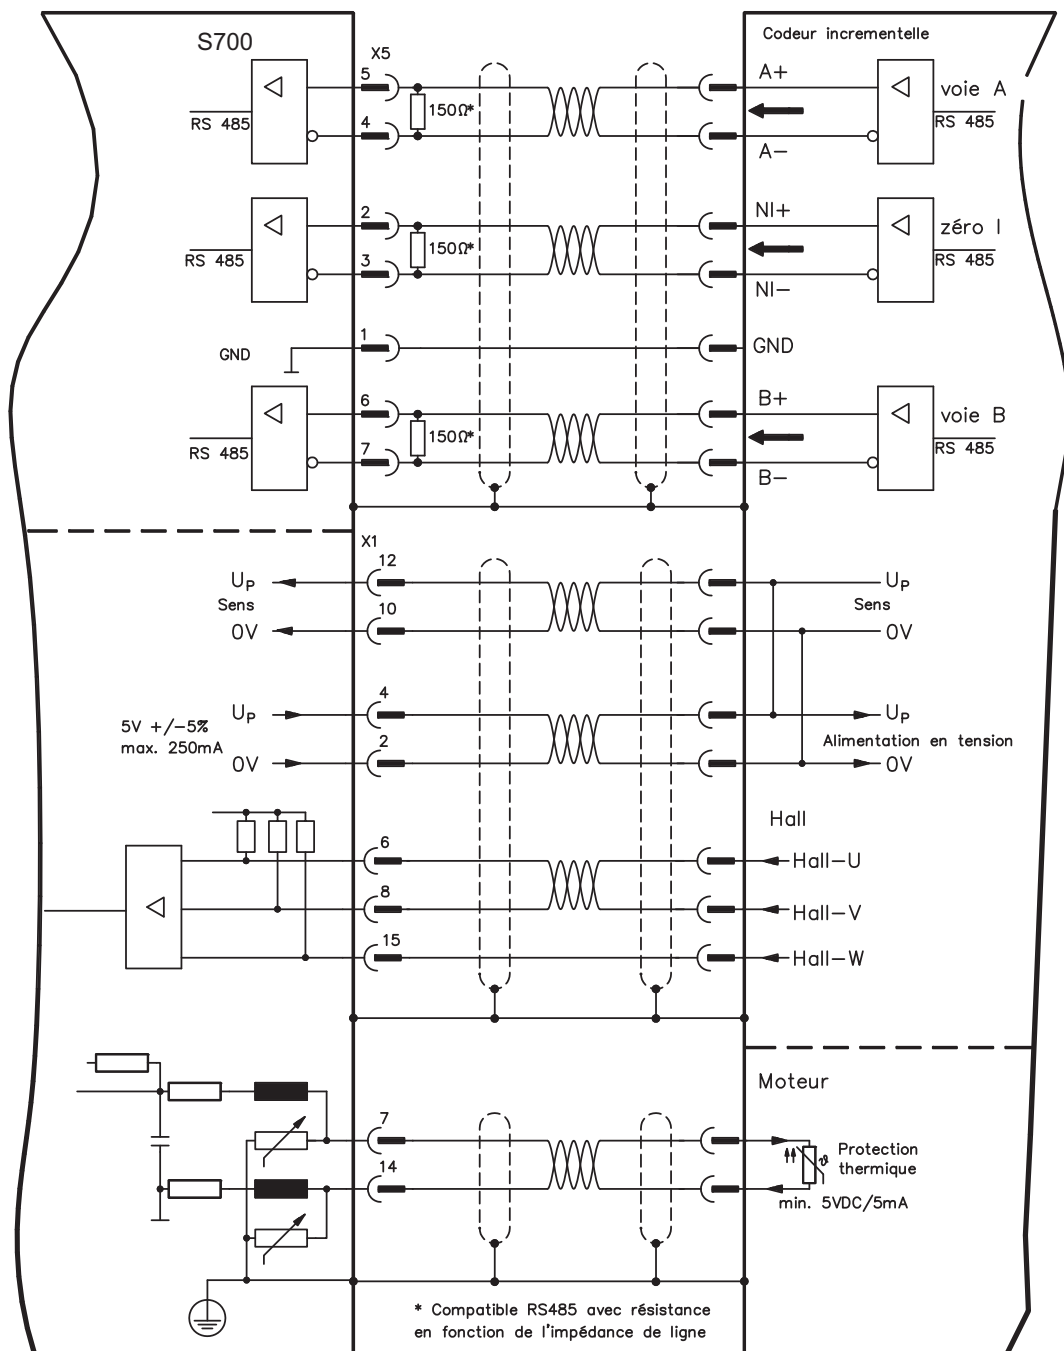 S700
X5
Codeur incrementelle
5
A+
voie A
150Ω*
RS 485
RS 485
4
A−
2
NI+
zéro I
150Ω*
RS 485
RS 485
3
NI−
1
GND
GND
6
B+
voie B
150Ω*
RS 485
RS 485
7
B−
X1
12
UP
UP
Sens
Sens
10
0V
0V
4
UP
UP
5V +/−5%
max. 250mA
Alimentation en tension
2
0V
0V
Hall
6
Hall−U
8
Hall−V
15
Hall−W
Moteur
7
Protection
thermique
ϑ
14
min. 5VDC/5mA
* Compatible RS485 avec résistance
en fonction de l'impédance de ligne